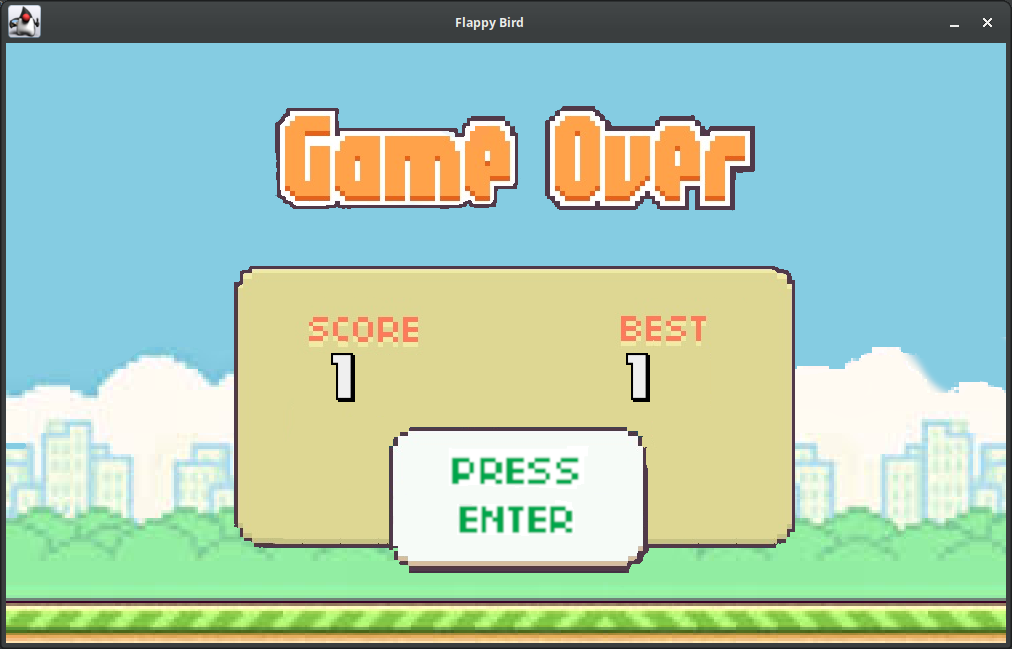 Flappy Bird
Game Over
SCORE BEST
1 1
PRESS
ENTER